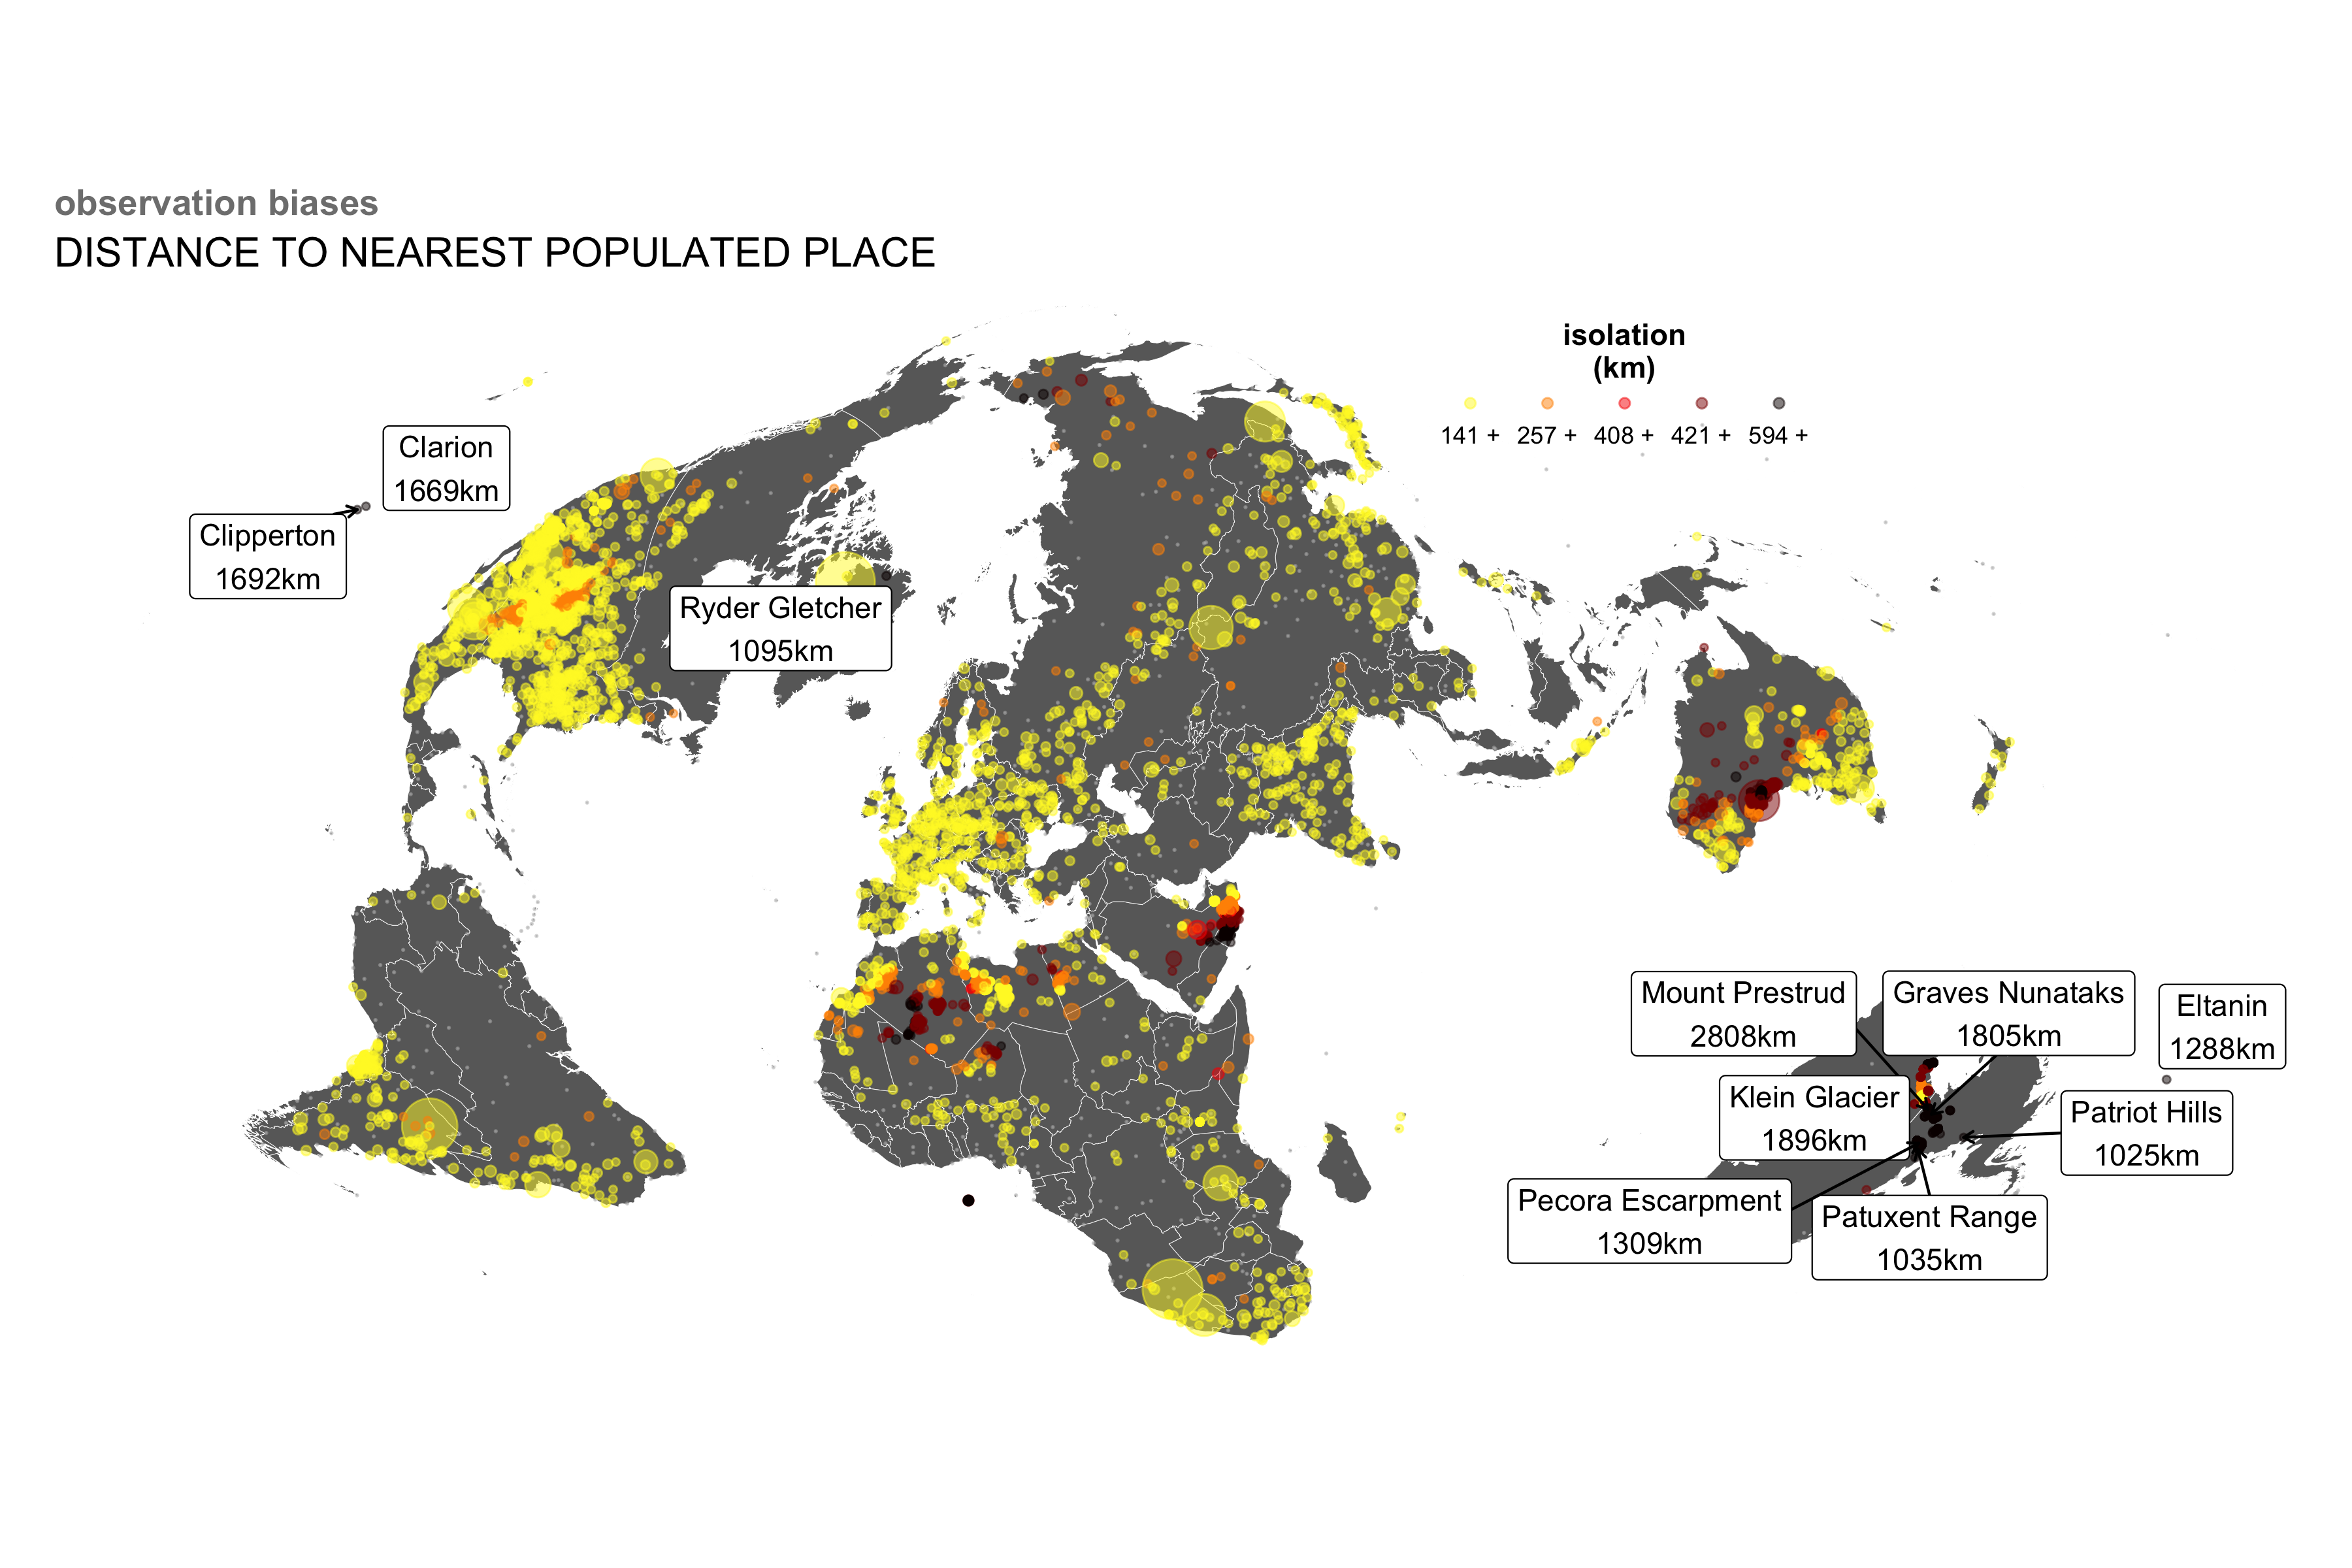 observation biases
DISTANCE TO NEAREST POPULATED PLACE
isolation
(km)
141 + 257 + 408 + 421 + 594 +
Clarion
1669km
Clipperton
1692km
Ryder Gletcher
1095km
Mount Prestrud
2808km
Graves Nunataks
1805km
Eltanin
1288km
Klein Glacier
1896km
Patriot Hills
1025km
Pecora Escarpment
1309km
Patuxent Range
1035km